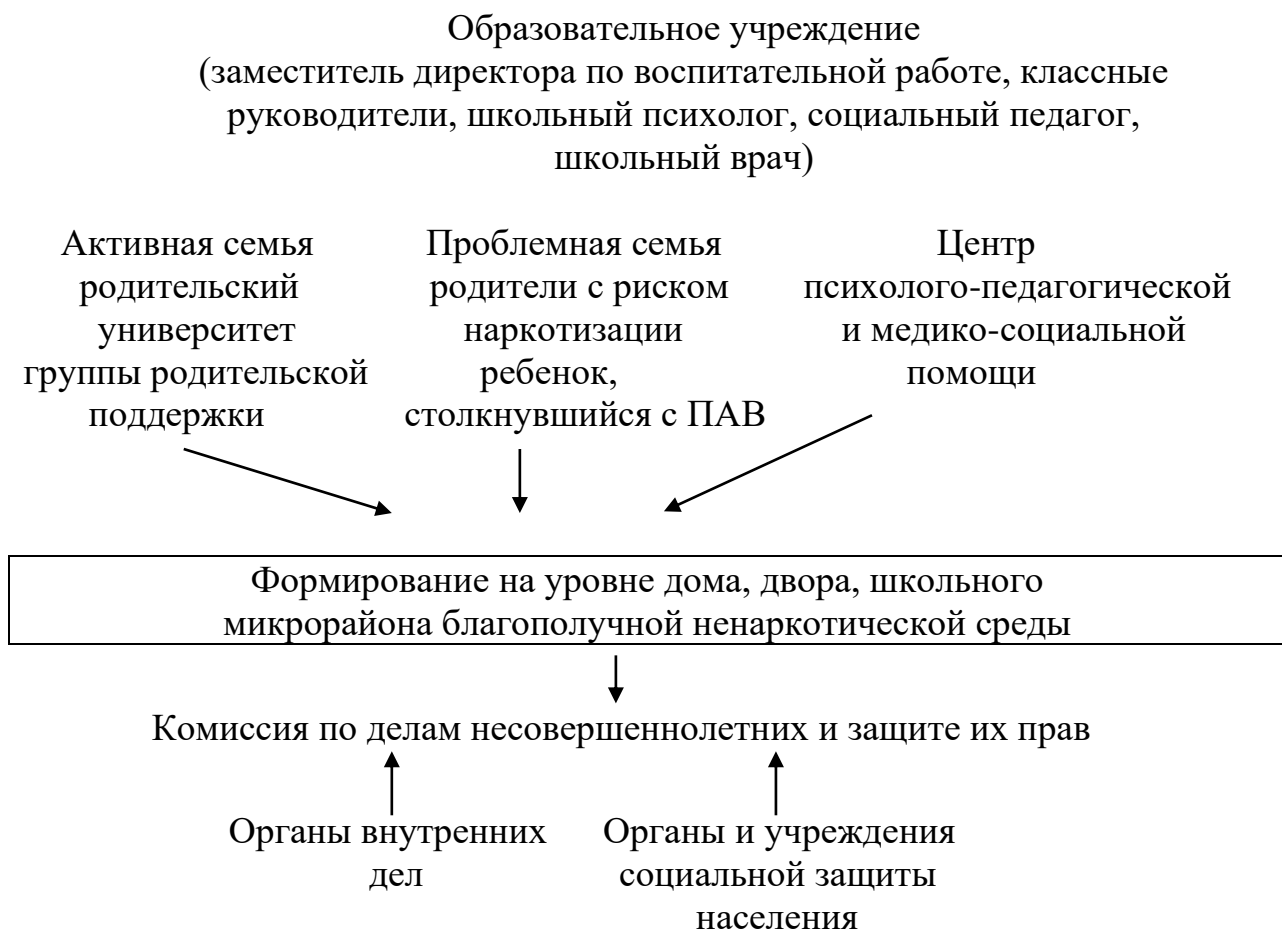 Образовательное учреждение
(заместитель директора по воспитательной работе, классные
руководители, школьный психолог, социальный педагог,
школьный врач)
Активная семья
родительский
университет
группы родительской
поддержки
Проблемная семья
родители с риском
наркотизации
ребенок,
столкнувшийся с ПАВ
Центр
психолого-педагогической
и медико-социальной
помощи
Формирование на уровне дома, двора, школьного
микрорайона благополучной ненаркотической среды
Комиссия по делам несовершеннолетних и защите их прав
Органы внутренних
дел
Органы и учреждения
социальной защиты
населения